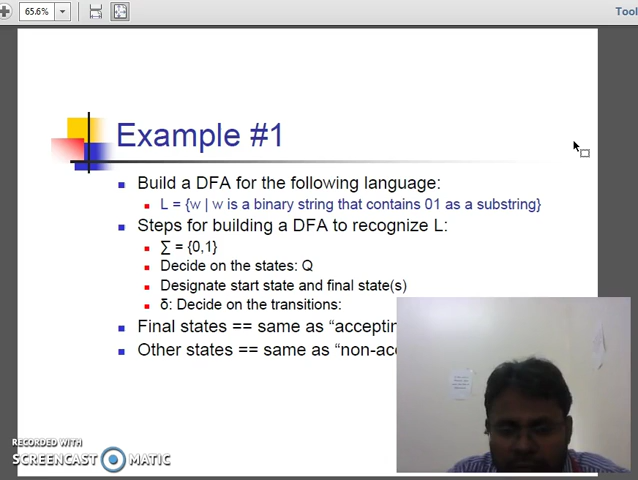 65.6%
Tool
Example #1
Build a DFA for the following language:
L = {w | w is a binary string that contains 01 as a substring}
Steps for building a DFA to recognize L:
∑ = {0,1}
Decide on the states: Q
Designate start state and final state(s)
δ: Decide on the transitions:
Final states == same as “acceptin
Other states == same as “non-acc
RECORDED WITH
SCREENCAST MATIC